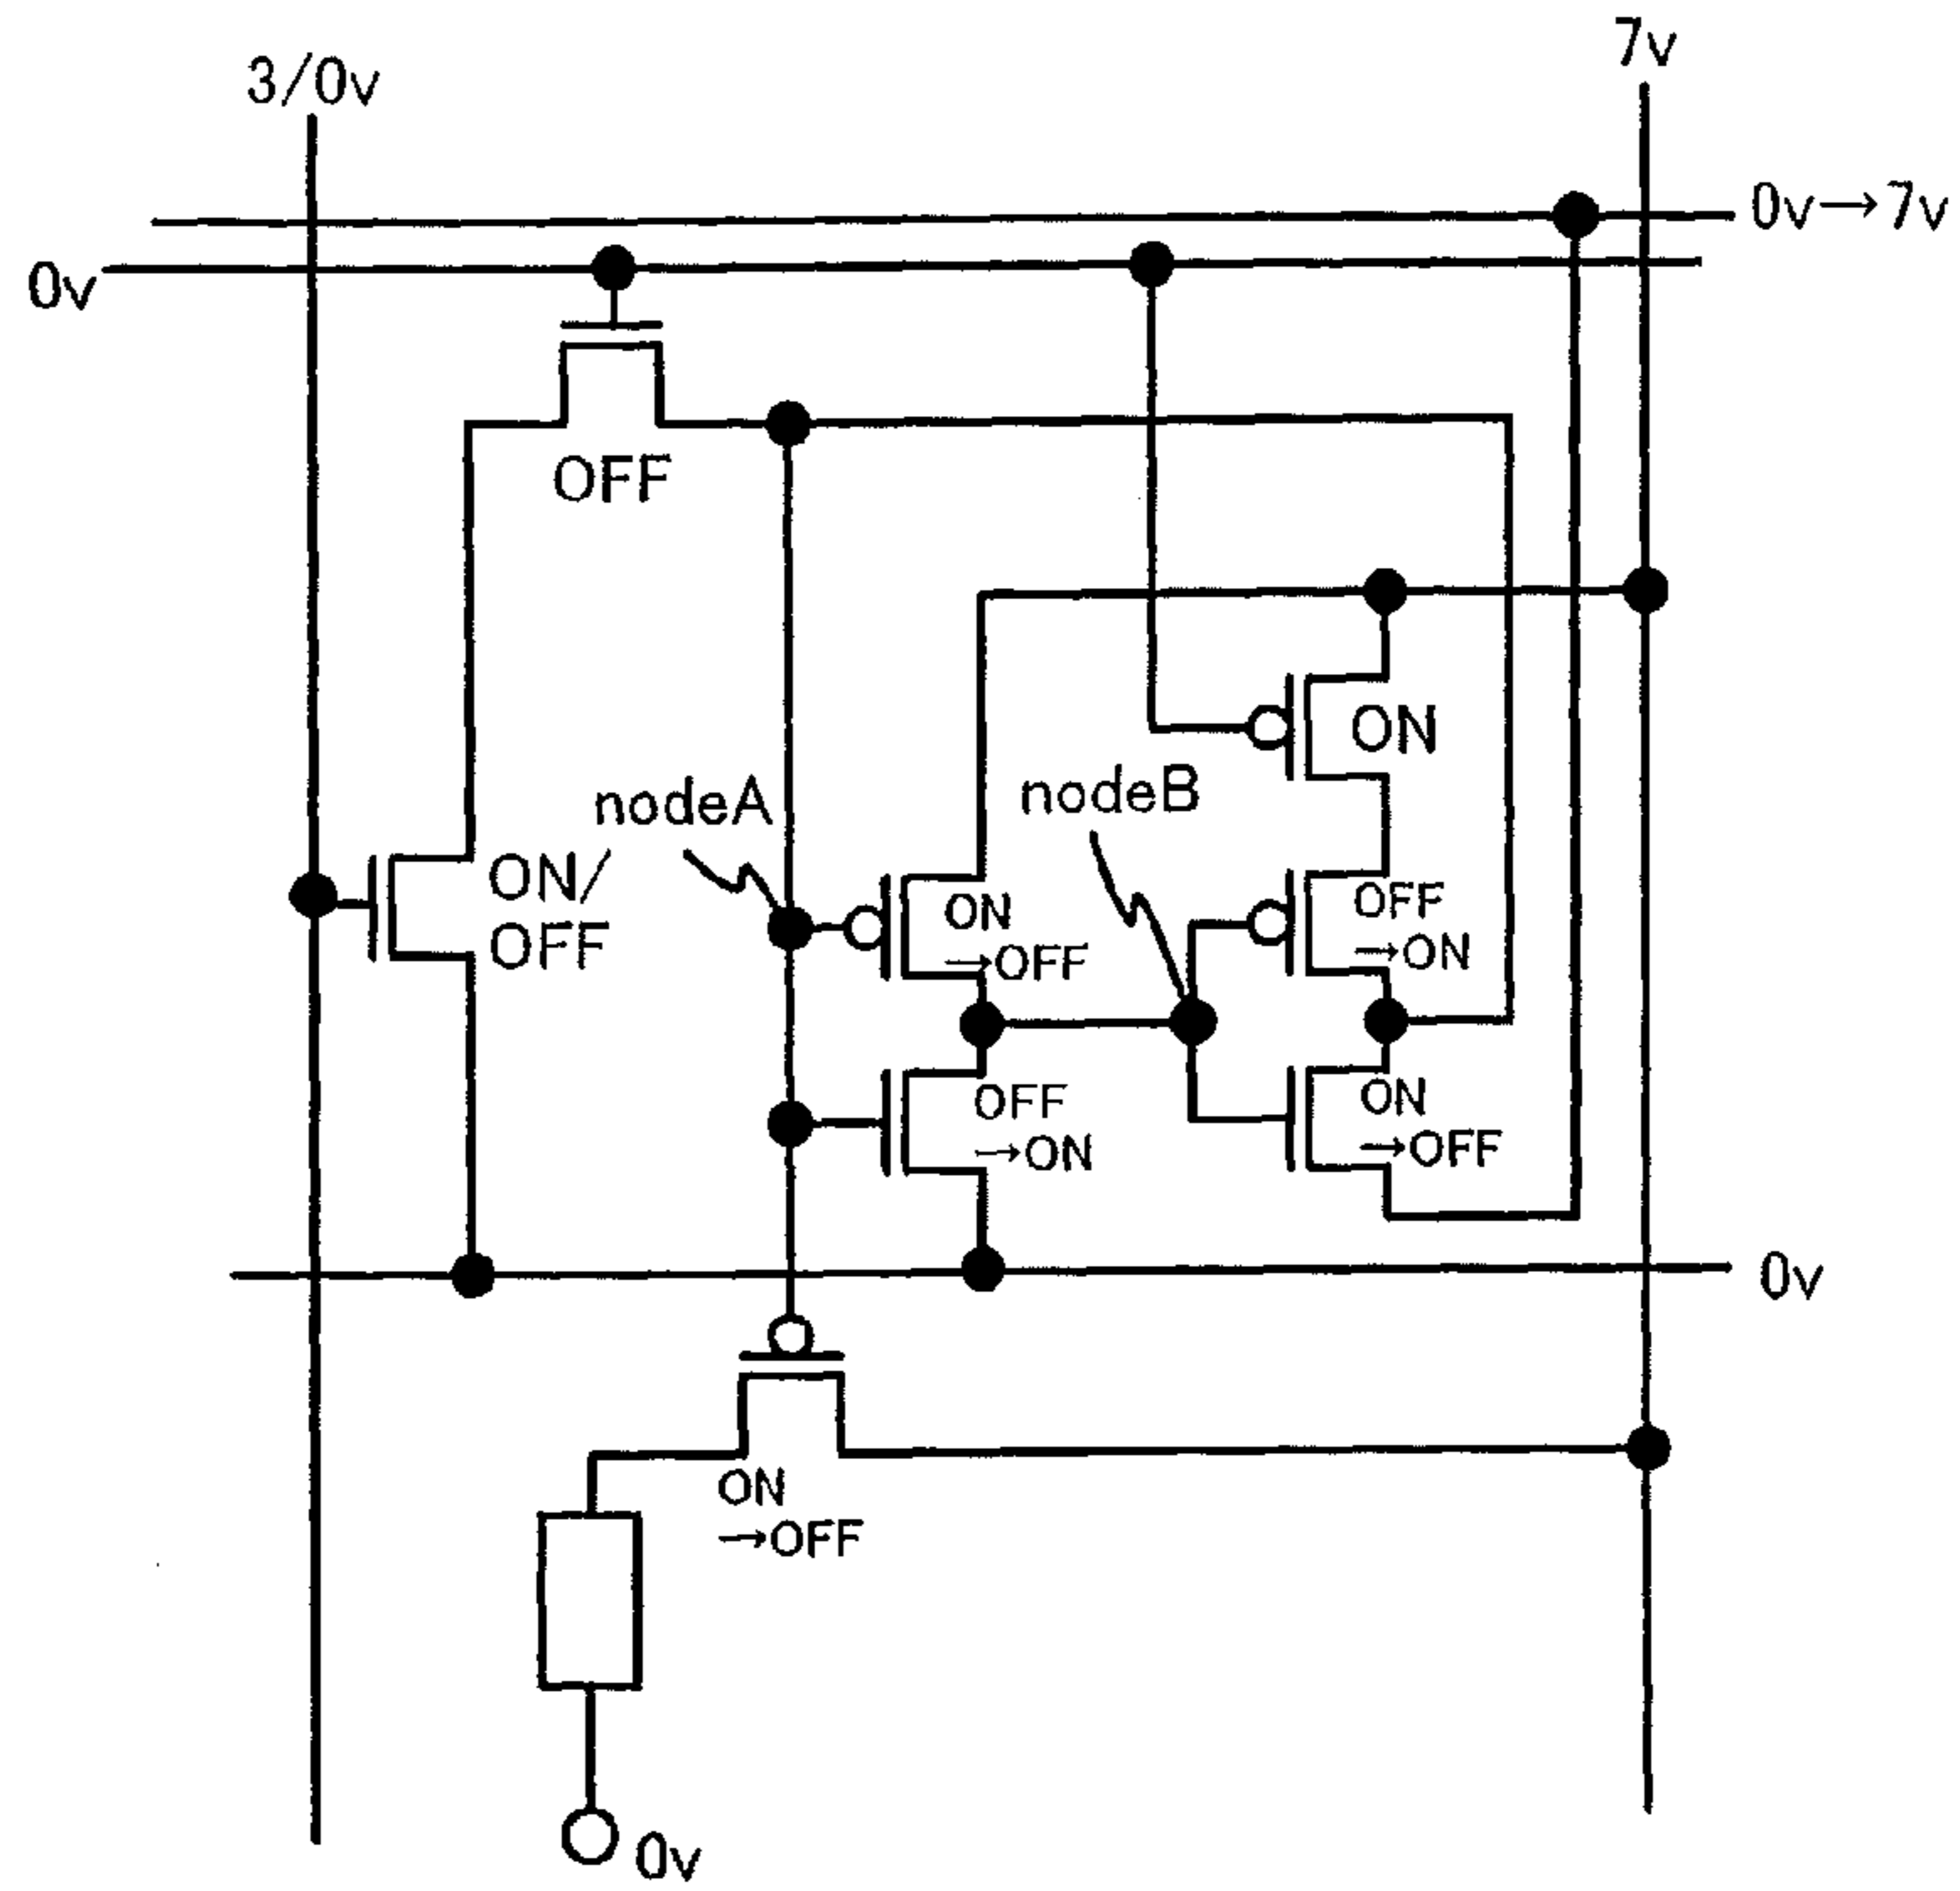 7v
3/0v
0v→7v
0v
OFF
ON
nodeA
nodeB
ON/
OFF
ON
→OFF
OFF
→ON
OFF
→ON
ON
→OFF
0v
ON
→OFF
0v